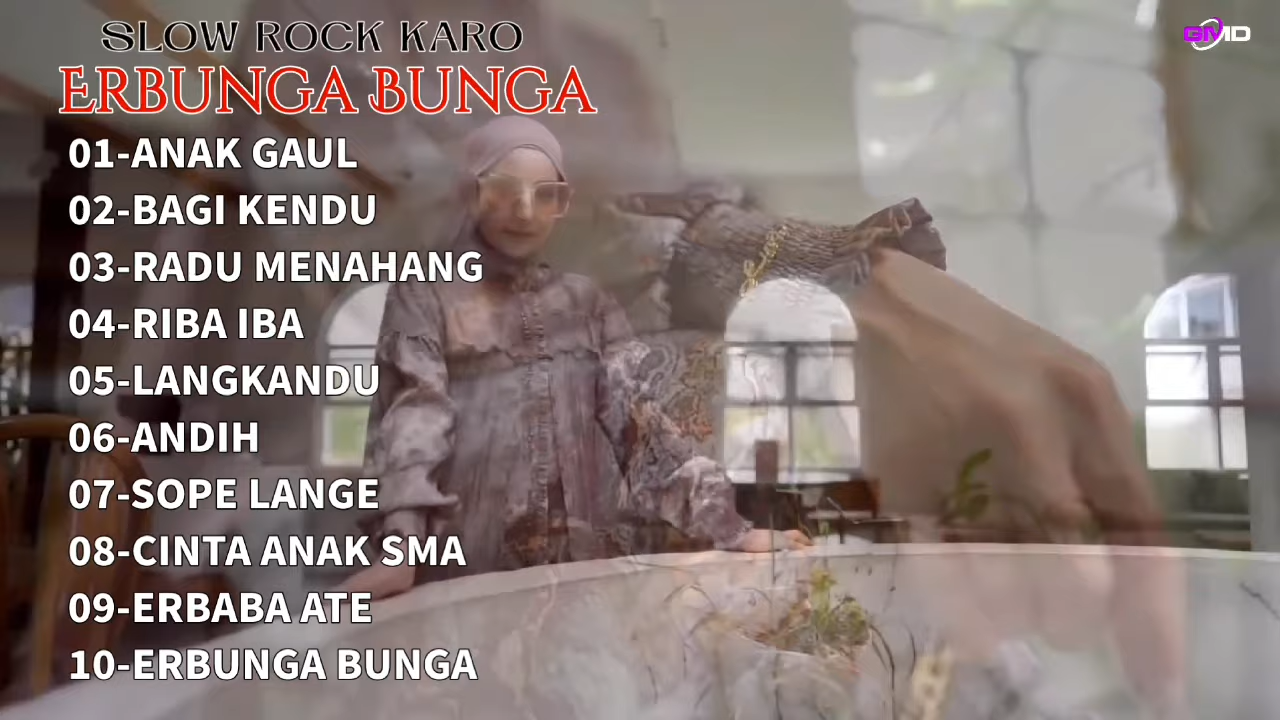 SLOW ROCK KARO
GMD
ERBUNGA BUNGA
01-ANAK GAUL
02-BAGI KENDU
03-RADU MENAHANG
04-RIBA IBA
05-LANGKANDU
06-ANDIH
07-SOPE LANGE
08-CINTA ANAK SMA
09-ERBABA ATE
10-ERBUNGA BUNGA